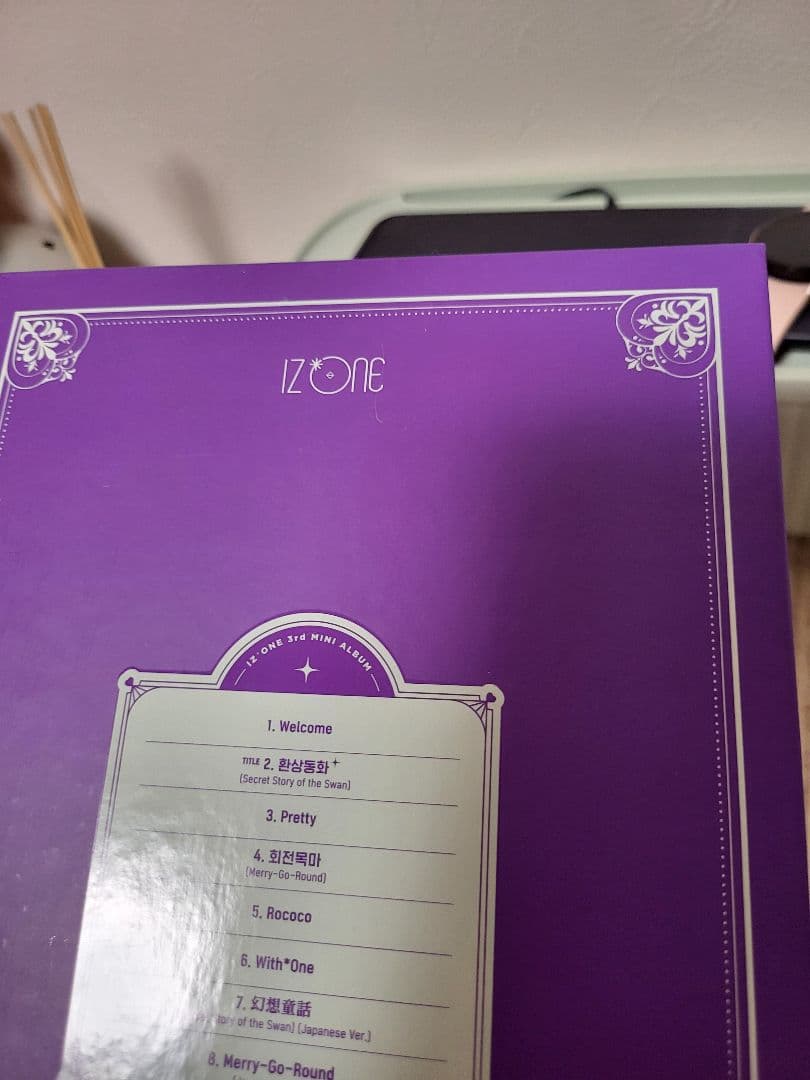 IZ*ONE
IZ*ONE 3rd MINI ALBUM
1. Welcome
TITLE 2. 환상동화
(Secret Story of the Swan)
3. Pretty
4. 회전목마
(Merry-Go-Round)
5. Rococo
6. With*One
7. 幻想童話
of the Swan) (Japanese Ver.)
8. Merry-Go-Round